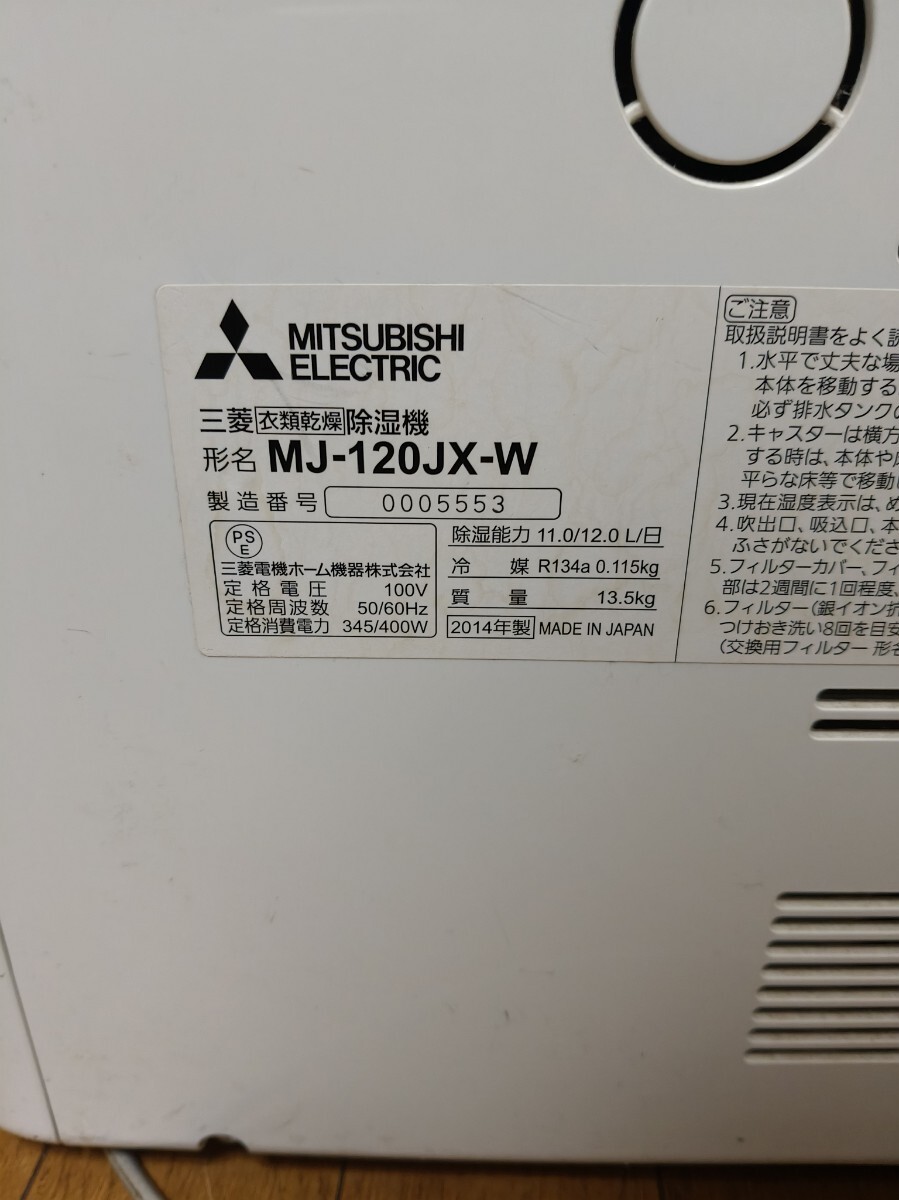 MITSUBISHI
ELECTRIC
三菱 衣類乾燥 除湿機
形名 MJ-120JX-W
製造番号 0005553
PS
E
三菱電機ホーム機器株式会社
定格電圧 100V
定格周波数 50/60Hz
定格消費電力 345/400W
除湿能力 11.0/12.0 L/日
冷 媒 R134a 0.115kg
質 量 13.5kg
2014年製 MADE IN JAPAN
ご注意
取扱説明書をよく読
1.水平で丈夫な場
本体を移動する
必ず排水タンクの
2.キャスターは横方
する時は、本体や床
平らな床等で移動し
3.現在湿度表示は、め
4.吹出口、吸込口、本
ふさがないでくださ
5.フィルターカバー、フィ
部は2週間に1回程度、
6.フィルター(銀イオン抗
つけおき洗い8回を目安
(交換用フィルター 形名